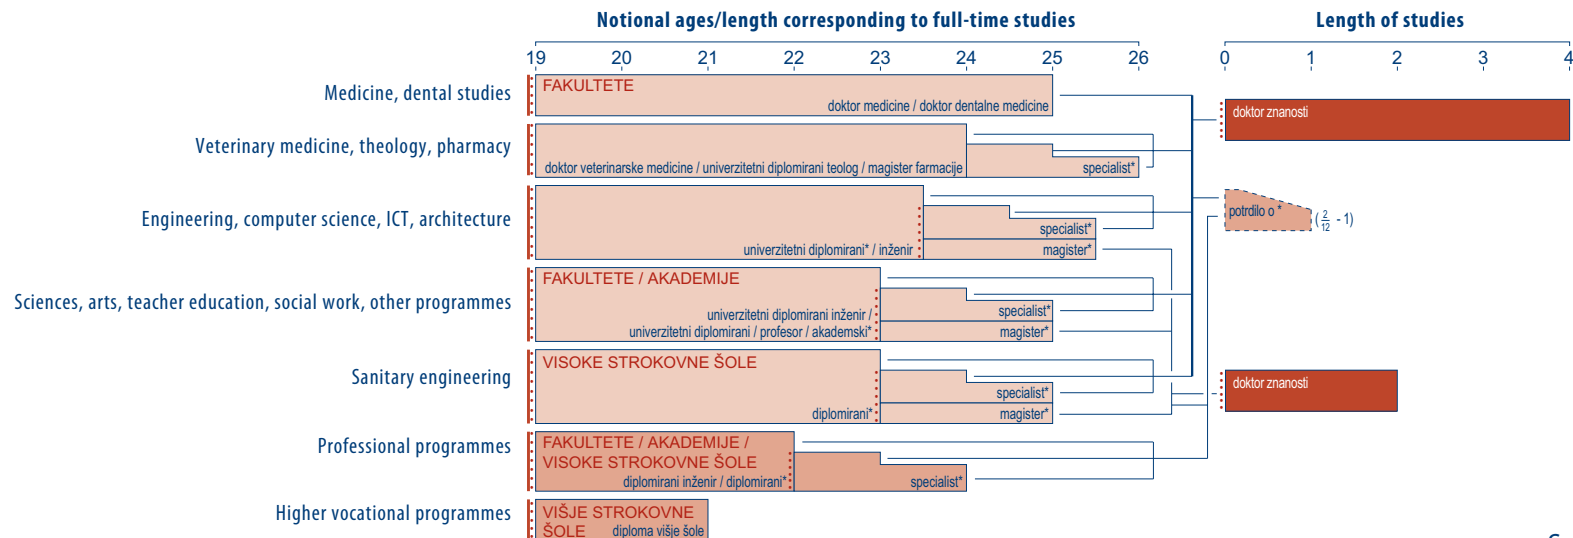 Notional ages/length corresponding to full-time studies
Length of studies
19 20 21 22 23 24 25 26
0 1 2 3 4
Medicine, dental studies
FAKULTETE
doktor medicine / doktor dentalne medicine
doktor znanosti
Veterinary medicine, theology, pharmacy
doktor veterinarske medicine / univerzitetni diplomirani teolog / magister farmacije
specialist*
Engineering, computer science, ICT, architecture
univerzitetni diplomirani* / inženir
specialist*
magister*
potrdilo o *
( 2/12 - 1)
Sciences, arts, teacher education, social work, other programmes
FAKULTETE / AKADEMIJE
univerzitetni diplomirani inženir /
univerzitetni diplomirani / profesor / akademski*
specialist*
magister*
Sanitary engineering
VISOKE STROKOVNE ŠOLE
diplomirani*
specialist*
magister*
doktor znanosti
Professional programmes
FAKULTETE / AKADEMIJE /
VISOKE STROKOVNE ŠOLE
diplomirani inženir / diplomirani*
specialist*
Higher vocational programmes
VIŠJE STROKOVNE
ŠOLE diploma višje šole